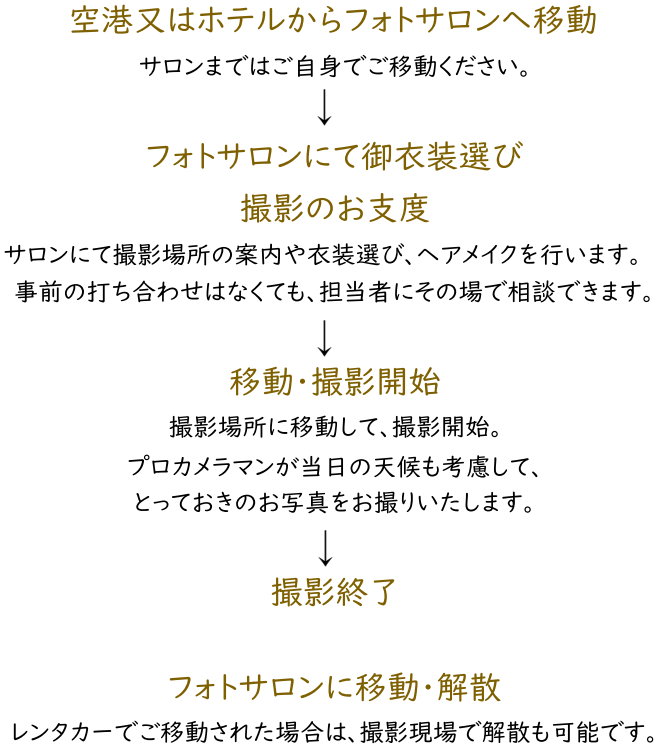 空港又はホテルからフォトサロンへ移動
サロンまではご自身でご移動ください。
↓
フォトサロンにて御衣装選び
撮影のお支度
サロンにて撮影場所の案内や衣装選び、ヘアメイクを行います。
事前の打ち合わせはなくても、担当者にその場で相談できます。
↓
移動・撮影開始
撮影場所に移動して、撮影開始。
プロカメラマンが当日の天候も考慮して、
とっておきのお写真をお撮りいたします。
↓
撮影終了
フォトサロンに移動・解散
レンタカーでご移動された場合は、撮影現場で解散も可能です。